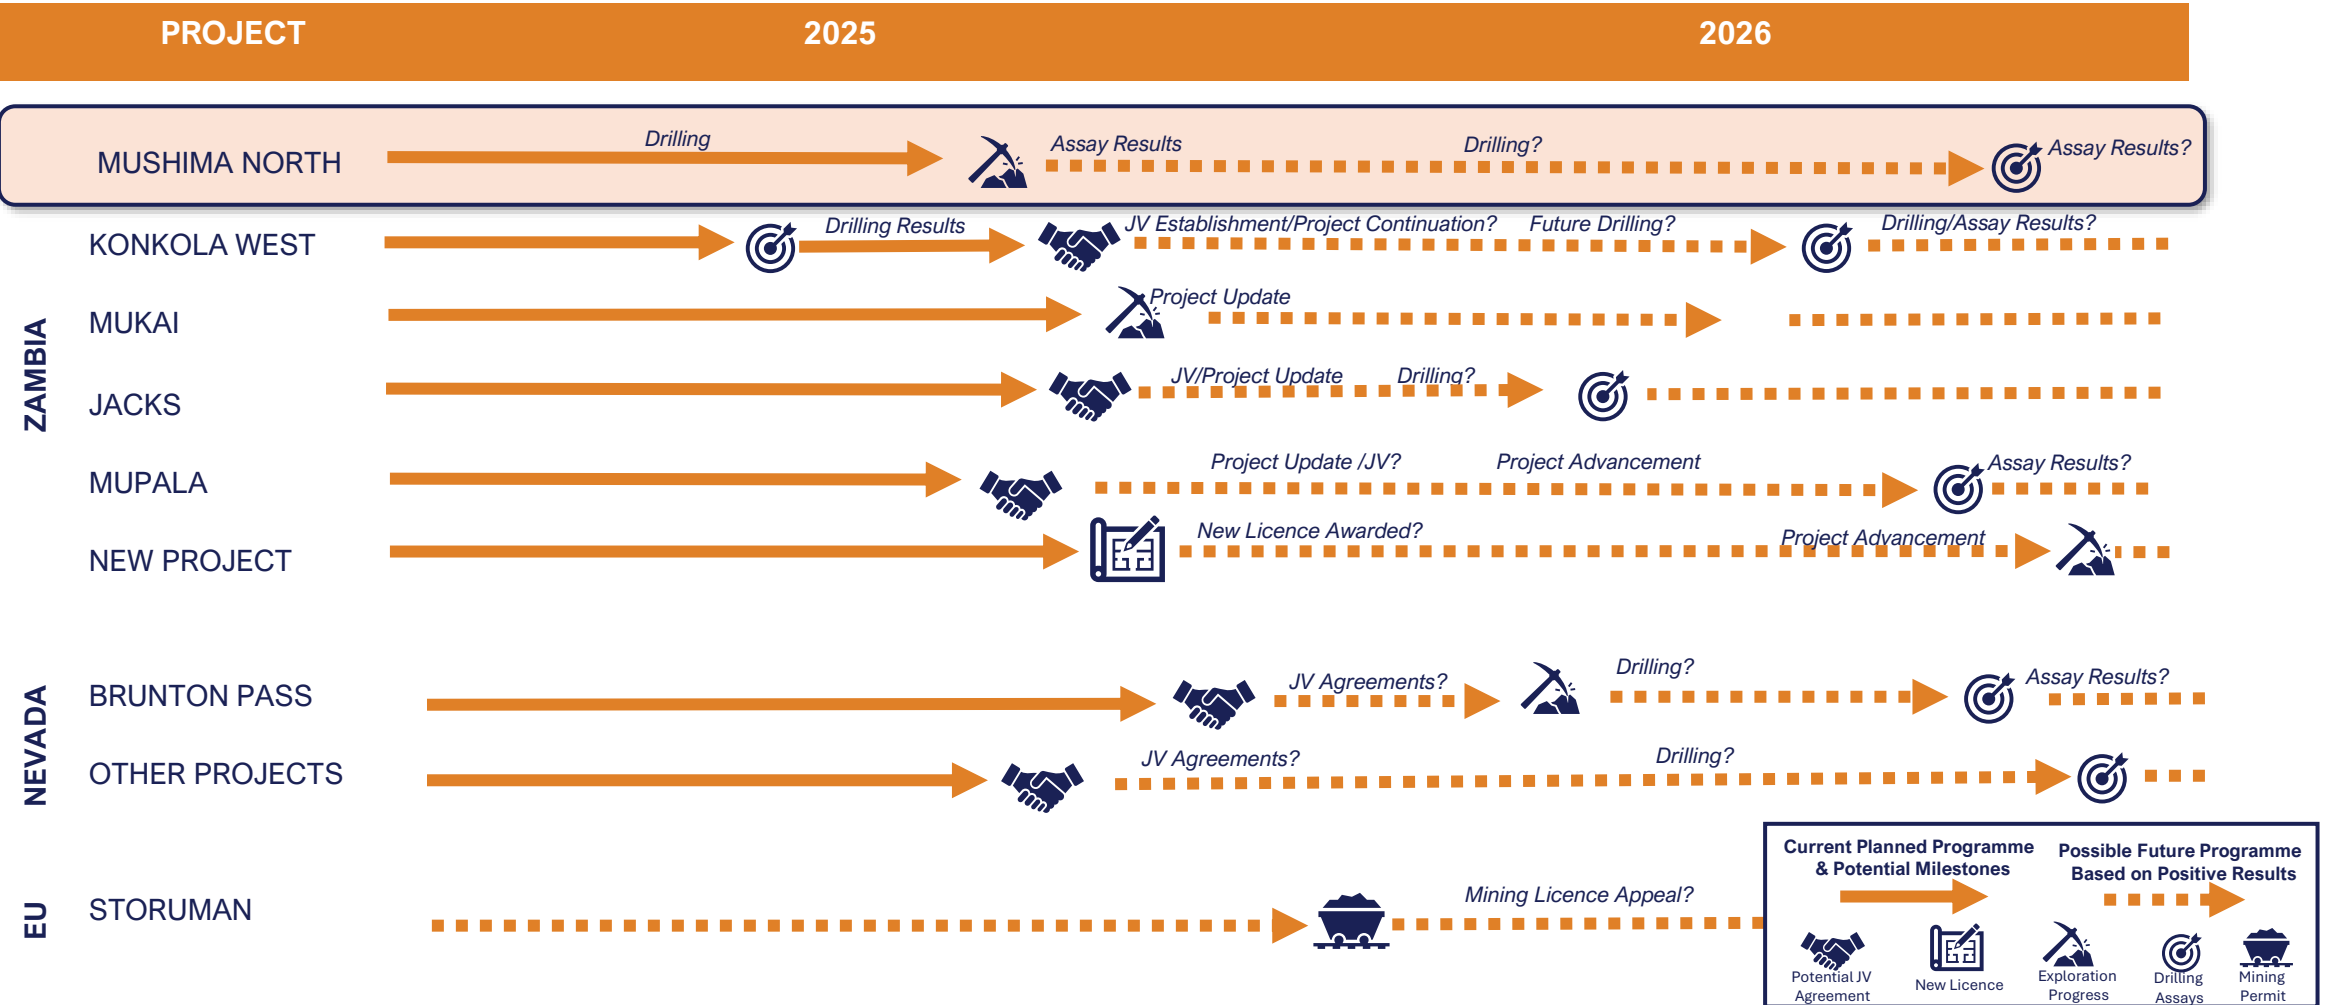 PROJECT 2025 2026
MUSHIMA NORTH Drilling Assay Results Drilling? Assay Results?
ZAMBIA
KONKOLA WEST Drilling Results JV Establishment/Project Continuation? Future Drilling? Drilling/Assay Results?
MUKAI Project Update
JACKS JV/Project Update Drilling?
MUPALA Project Update /JV? Project Advancement Assay Results?
NEW PROJECT New Licence Awarded? Project Advancement
NEVADA
BRUNTON PASS JV Agreements? Drilling? Assay Results?
OTHER PROJECTS JV Agreements? Drilling?
EU
STORUMAN Mining Licence Appeal?
Current Planned Programme
& Potential Milestones
Possible Future Programme
Based on Positive Results
Potential JV
Agreement
New Licence
Exploration
Progress
Drilling
Assays
Mining
Permit